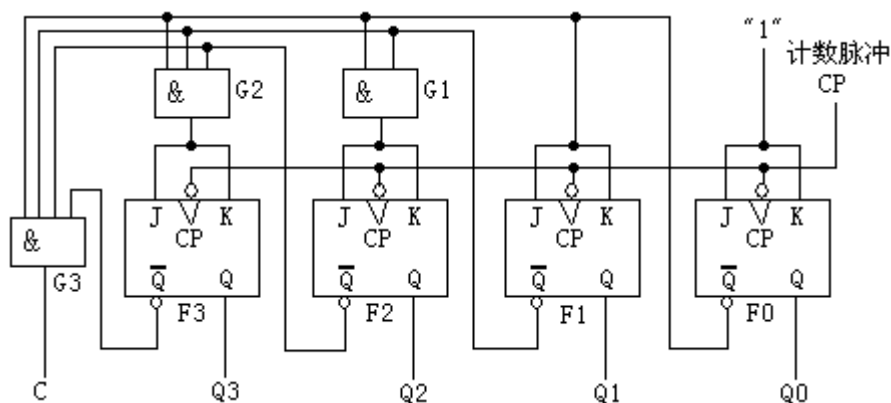 "1"
计数脉冲
CP
& G2
& G1
J K
CP
Q̅ Q
F3
J K
CP
Q̅ Q
F2
J K
CP
Q̅ Q
F1
J K
CP
Q̅ Q
F0
&
G3
C Q3 Q2 Q1 Q0